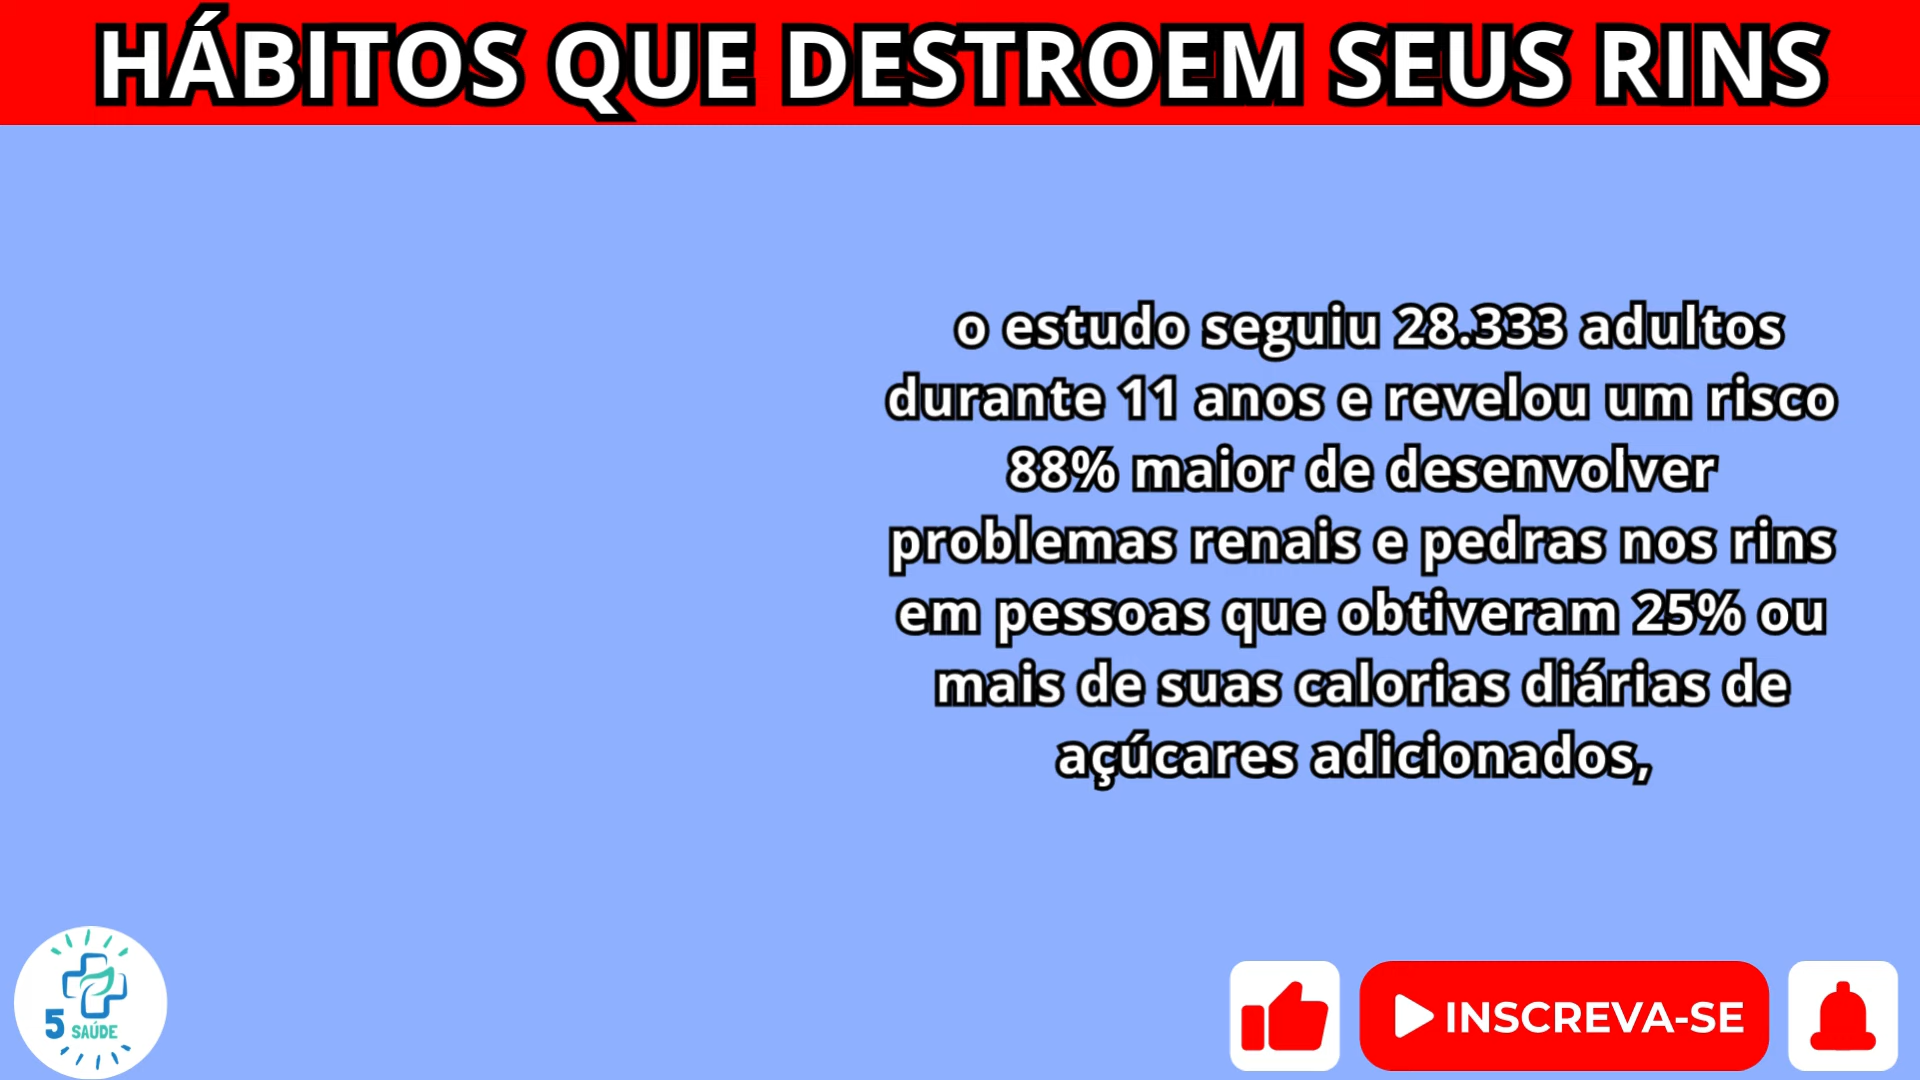 HÁBITOS QUE DESTROEM SEUS RINS
o estudo seguiu 28.333 adultos
durante 11 anos e revelou um risco
88% maior de desenvolver
problemas renais e pedras nos rins
em pessoas que obtiveram 25% ou
mais de suas calorias diárias de
açúcares adicionados,
5 SAÚDE
INSCREVA-SE